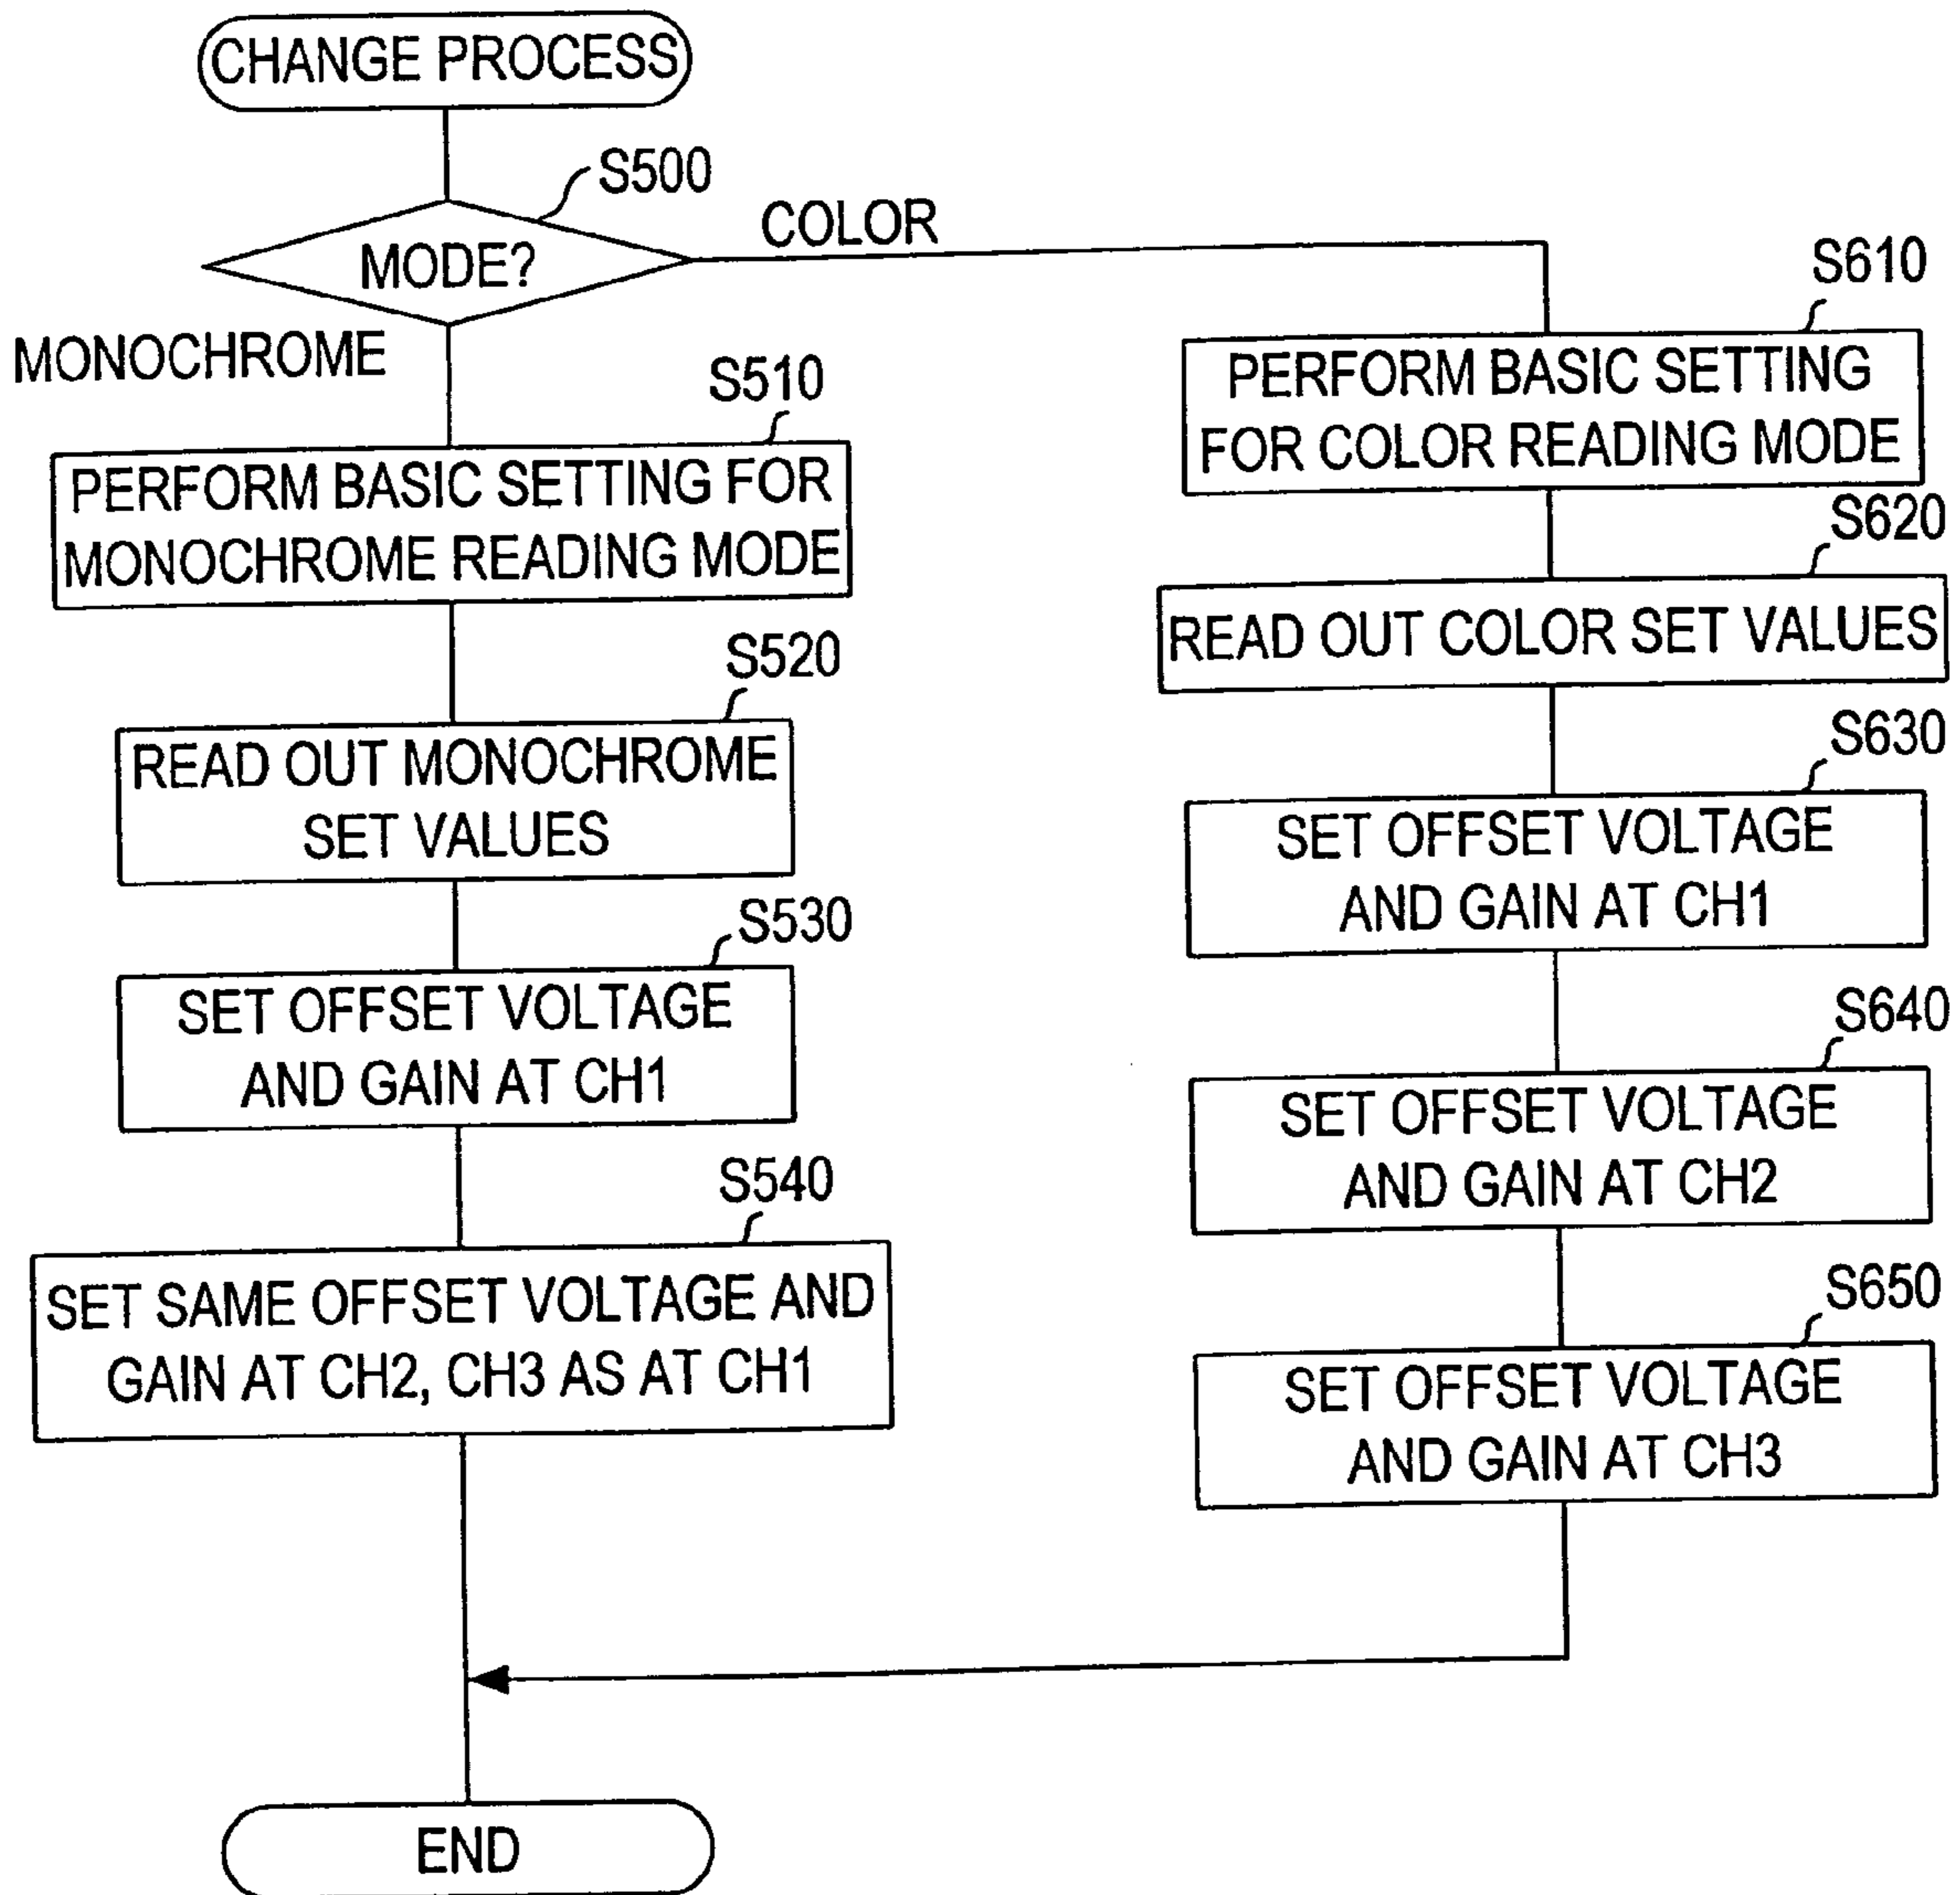 CHANGE PROCESS
S500
MODE?
COLOR
MONOCHROME
S510
PERFORM BASIC SETTING FOR
MONOCHROME READING MODE
S520
READ OUT MONOCHROME
SET VALUES
S530
SET OFFSET VOLTAGE
AND GAIN AT CH1
S540
SET SAME OFFSET VOLTAGE AND
GAIN AT CH2, CH3 AS AT CH1
S610
PERFORM BASIC SETTING
FOR COLOR READING MODE
S620
READ OUT COLOR SET VALUES
S630
SET OFFSET VOLTAGE
AND GAIN AT CH1
S640
SET OFFSET VOLTAGE
AND GAIN AT CH2
S650
SET OFFSET VOLTAGE
AND GAIN AT CH3
END